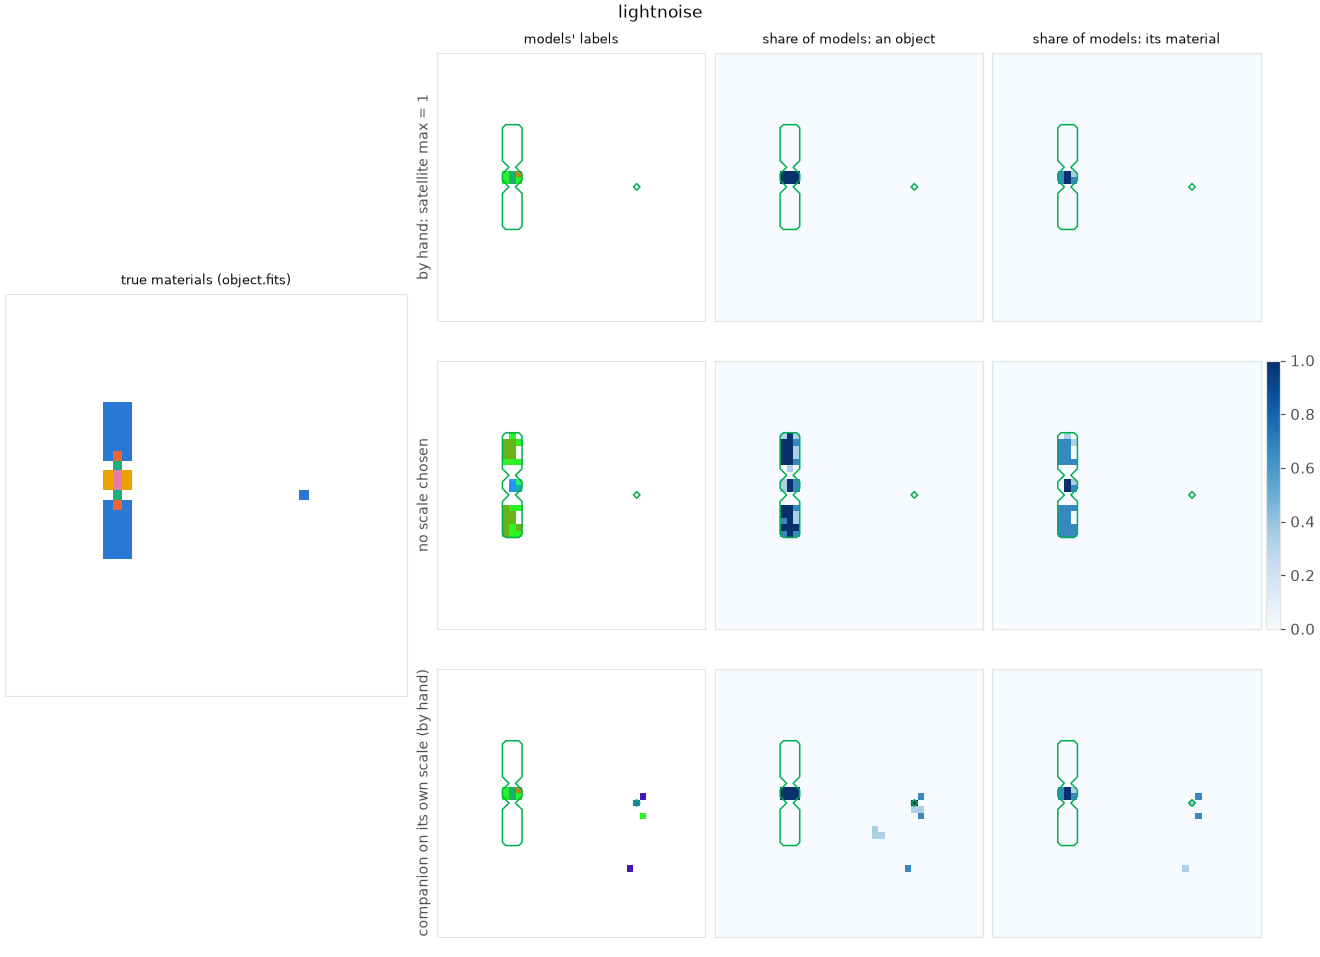 lightnoise
models' labels
share of models: an object
share of models: its material
by hand: satellite max = 1
true materials (object.fits)
no scale chosen
1.0
0.8
0.6
0.4
0.2
0.0
companion on its own scale (by hand)